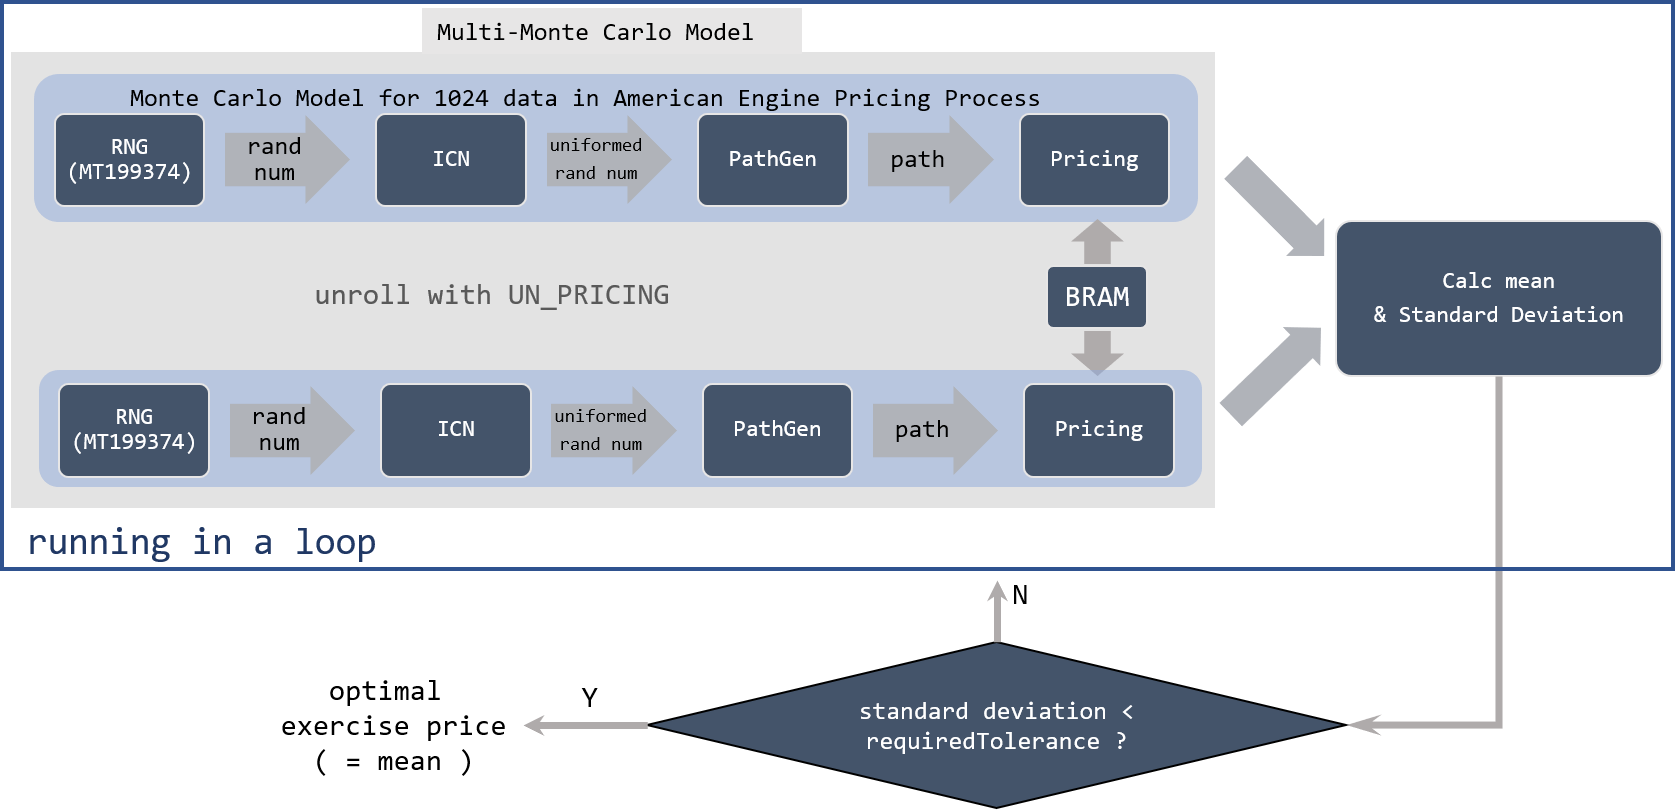 Multi-Monte Carlo Model
Monte Carlo Model for 1024 data in American Engine Pricing Process
RNG
(MT199374)
rand
num
ICN
uniformed
rand num
PathGen
path
Pricing
unroll with UN_PRICING
BRAM
Calc mean
& Standard Deviation
RNG
(MT199374)
rand
num
ICN
uniformed
rand num
PathGen
path
Pricing
running in a loop
N
standard deviation <
requiredTolerance ?
Y
optimal
exercise price
( = mean )